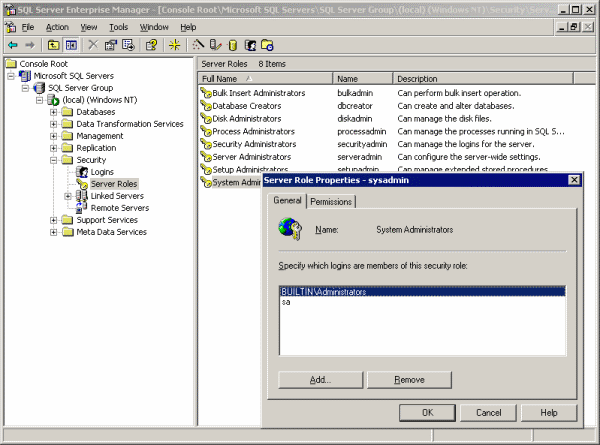 SQL Server Enterprise Manager - [Console Root\Microsoft SQL Servers\SQL Server Group\(local) (Windows NT)\Security\Serv...
File Action View Tools Window Help
Console Root
Microsoft SQL Servers
SQL Server Group
(local) (Windows NT)
Databases
Data Transformation Services
Management
Replication
Security
Logins
Server Roles
Linked Servers
Remote Servers
Support Services
Meta Data Services
Server Roles 8 Items
Full Name Name Description
Bulk Insert Administrators bulkadmin Can perform bulk insert operation.
Database Creators dbcreator Can create and alter databases.
Disk Administrators diskadmin Can manage the disk files.
Process Administrators processadmin Can manage the processes running in SQL S...
Security Administrators securityadmin Can manage the logins for the server.
Server Administrators serveradmin Can configure the server-wide settings.
Setup Administrators setupadmin Can manage extended stored procedures.
System Admi
Server Role Properties - sysadmin
General Permissions
Name: System Administrators
Specify which logins are members of this security role:
BUILTIN\Administrators
sa
Add... Remove
OK Cancel Help